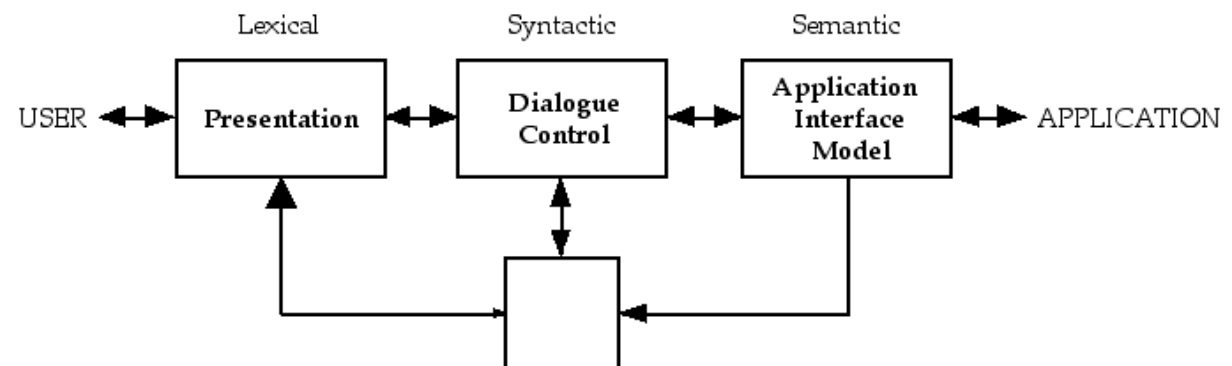 Lexical Syntactic Semantic
USER Presentation Dialogue Control Application Interface Model APPLICATION